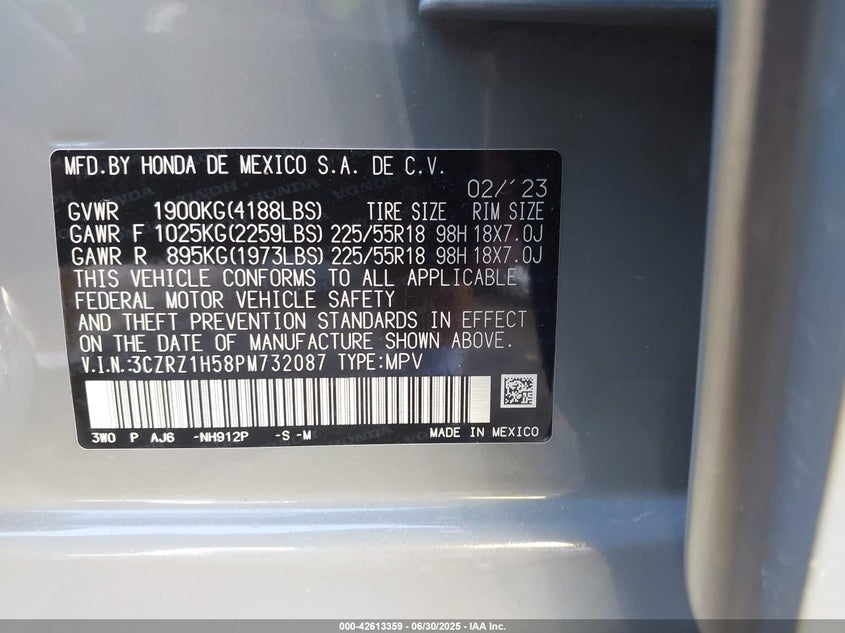 MFD.BY HONDA DE MEXICO S.A. DE C.V.
02/'23
GVWR 1900KG(4188LBS) TIRE SIZE RIM SIZE
GAWR F 1025KG(2259LBS) 225/55R18 98H 18X7.0J
GAWR R 895KG(1973LBS) 225/55R18 98H 18X7.0J
THIS VEHICLE CONFORMS TO ALL APPLICABLE
FEDERAL MOTOR VEHICLE SAFETY
AND THEFT PREVENTION STANDARDS IN EFFECT
ON THE DATE OF MANUFACTURE SHOWN ABOVE.
V.I.N.:3CZRZ1H58PM732087 TYPE:MPV
3W0 P AJ6 -NH912P -S -M MADE IN MEXICO
000-42613359 - 06/30/2025 - IAA Inc.